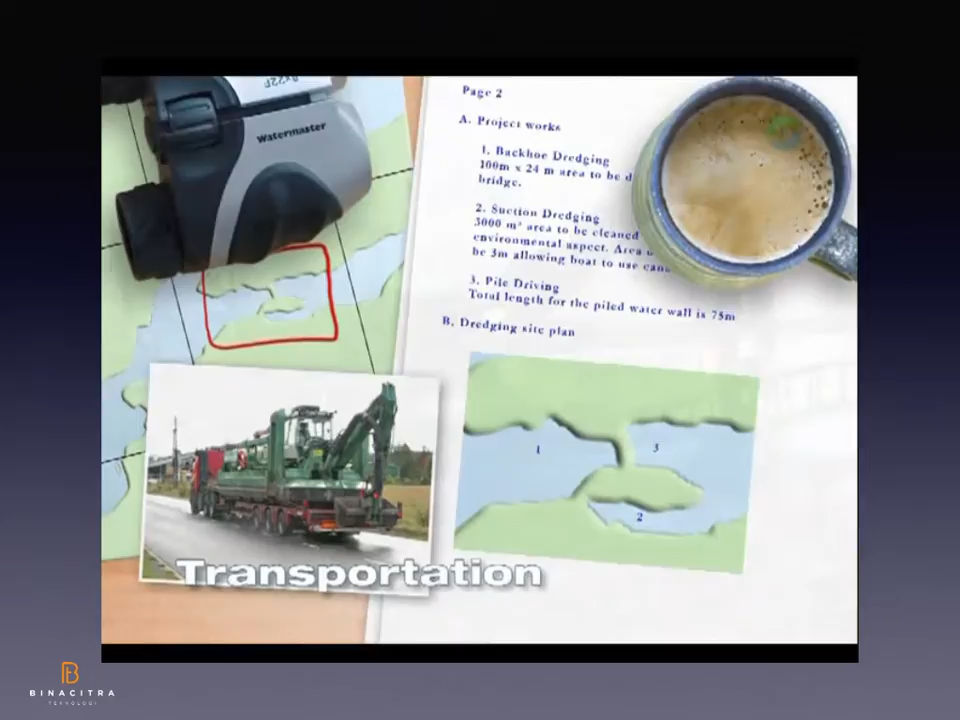 Watermaster
Page 2
A. Project works
1. Backhoe Dredging
100m x 24 m area to be
bridge.
2. Suction Dredging
3000 m² area to be cleaned
environmental aspect. Area
be 3m allowing boat to use
3. Pile Driving
Total length for the piled water wall is 75m
B. Dredging site plan
1
3
2
Transportation
BINACITRA
TEKNOLOGI